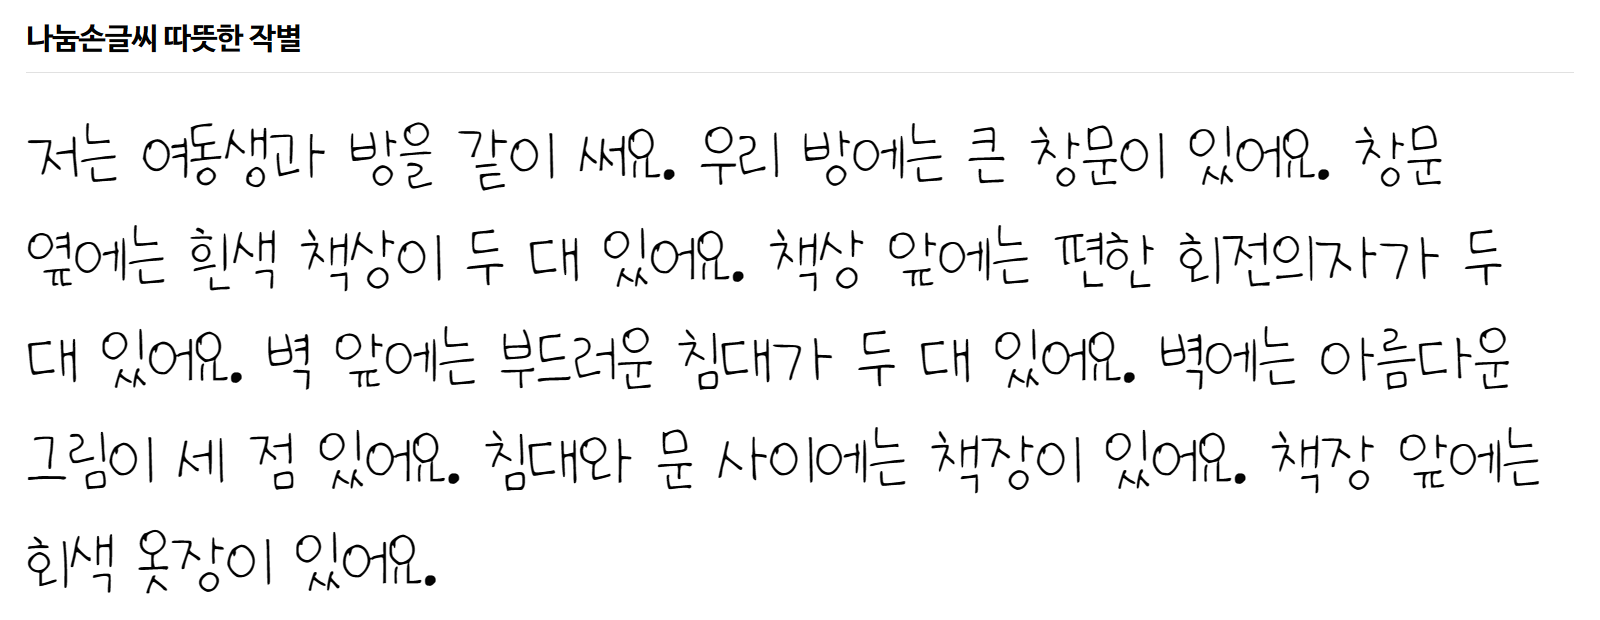 나눔손글씨 따뜻한 작별
저는 여동생과 방을 같이 써요. 우리 방에는 큰 창문이 있어요. 창문
옆에는 흰색 책상이 두 대 있어요. 책상 앞에는 편한 회전의자가 두
대 있어요. 벽 앞에는 부드러운 침대가 두 대 있어요. 벽에는 아름다운
그림이 세 점 있어요. 침대와 문 사이에는 책장이 있어요. 책장 앞에는
회색 옷장이 있어요.